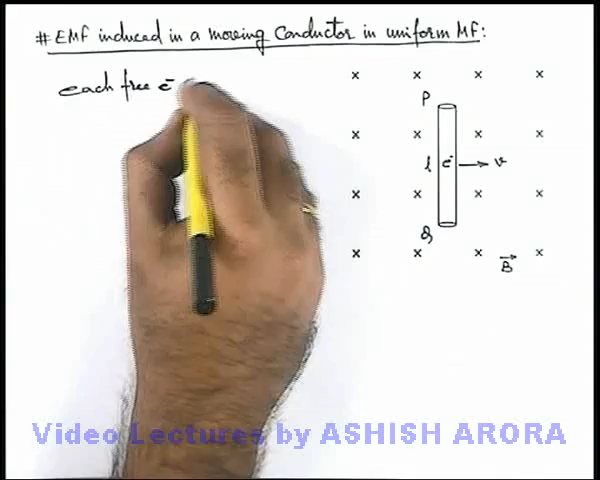 # EMF induced in a moving Conductor in uniform MF:
each free e⁻
x x x x
P
x x x
l e⁻ → v
x x x x
Q
x x x x
B⃗
Video Lectures by ASHISH ARORA